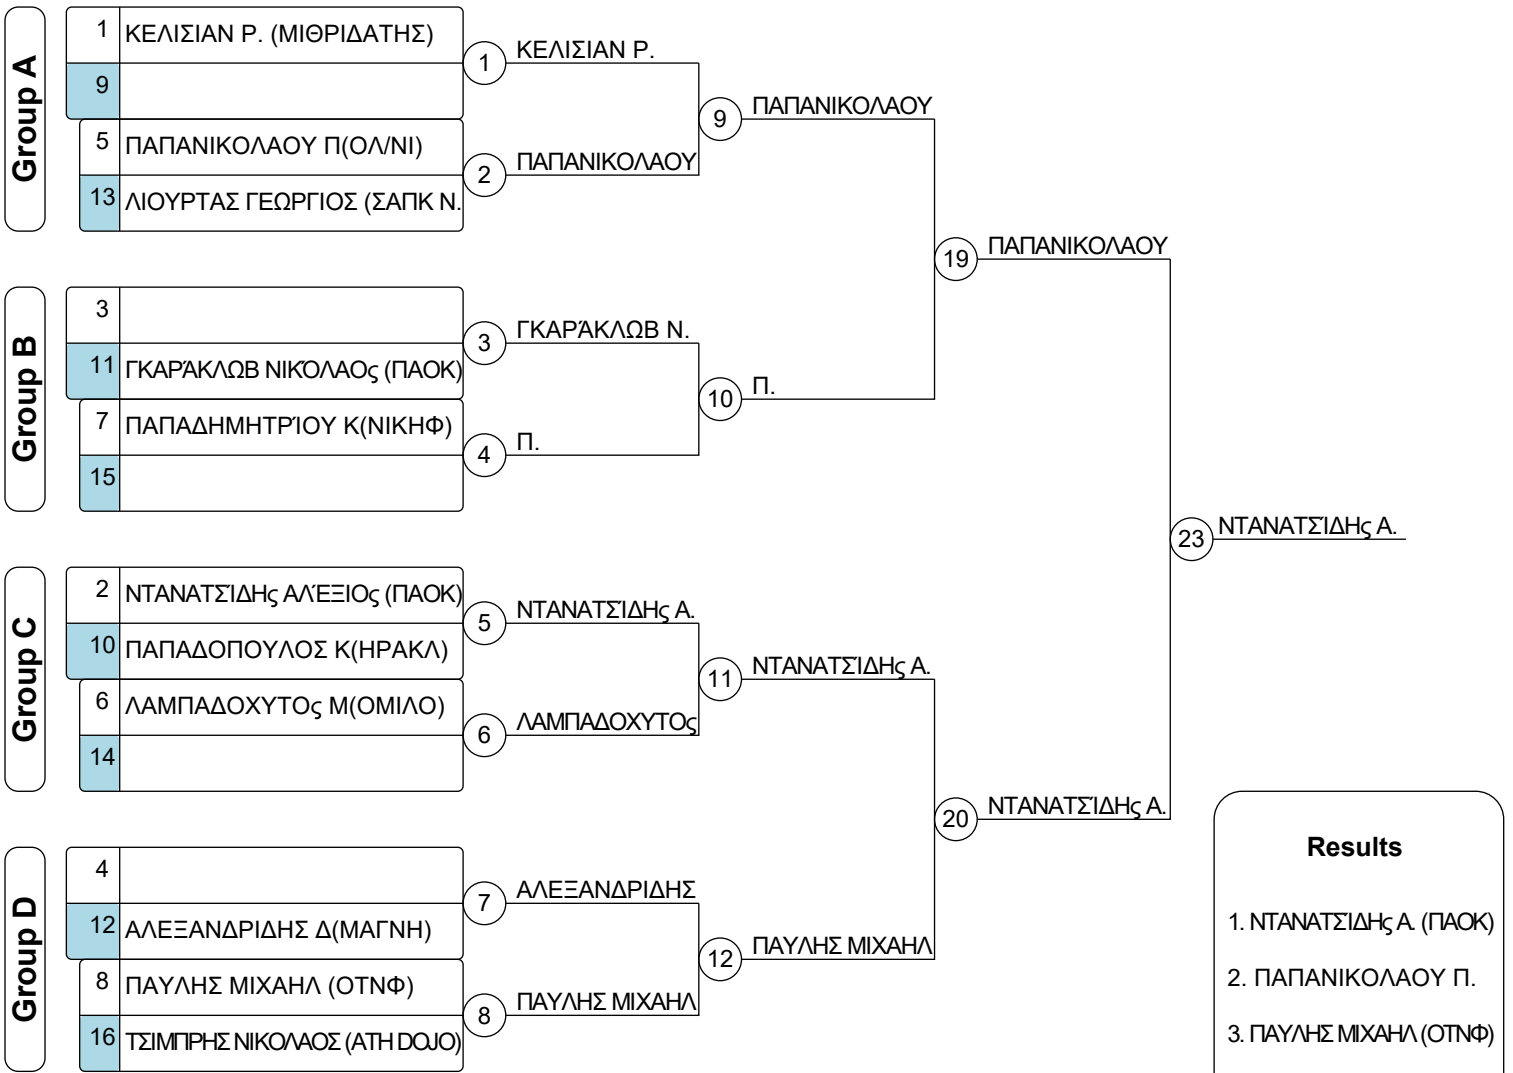 Group A
1 ΚΕΛΙΣΙΑΝ Ρ. (ΜΙΘΡΙΔΑΤΗΣ)
9
5 ΠΑΠΑΝΙΚΟΛΑΟΥ Π(ΟΛ/ΝΙ)
13 ΛΙΟΥΡΤΑΣ ΓΕΩΡΓΙΟΣ (ΣΑΠΚ Ν.
1 ΚΕΛΙΣΙΑΝ Ρ.
2 ΠΑΠΑΝΙΚΟΛΑΟΥ
9 ΠΑΠΑΝΙΚΟΛΑΟΥ
Group B
3
11 ΓΚΑΡΆΚΛΩΒ ΝΙΚΌΛΑΟς (ΠΑΟΚ)
7 ΠΑΠΑΔΗΜΗΤΡΊΟΥ Κ(ΝΙΚΗΦ)
15
3 ΓΚΑΡΆΚΛΩΒ Ν.
4 Π.
10 Π.
19 ΠΑΠΑΝΙΚΟΛΑΟΥ
Group C
2 ΝΤΑΝΑΤΣΊΔΗς ΑΛΈΞΙΟς (ΠΑΟΚ)
10 ΠΑΠΑΔΟΠΟΥΛΟΣ Κ(ΗΡΑΚΛ)
6 ΛΑΜΠΑΔΟΧΥΤΟς Μ(ΟΜΙΛΟ)
14
5 ΝΤΑΝΑΤΣΊΔΗς Α.
6 ΛΑΜΠΑΔΟΧΥΤΟς
11 ΝΤΑΝΑΤΣΊΔΗς Α.
Group D
4
12 ΑΛΕΞΑΝΔΡΙΔΗΣ Δ(ΜΑΓΝΗ)
8 ΠΑΥΛΗΣ ΜΙΧΑΗΛ (ΟΤΝΦ)
16 ΤΣΙΜΠΡΗΣ ΝΙΚΟΛΑΟΣ (ATH DOJO)
7 ΑΛΕΞΑΝΔΡΙΔΗΣ
8 ΠΑΥΛΗΣ ΜΙΧΑΗΛ
12 ΠΑΥΛΗΣ ΜΙΧΑΗΛ
20 ΝΤΑΝΑΤΣΊΔΗς Α.
23 ΝΤΑΝΑΤΣΊΔΗς Α.
Results
1. ΝΤΑΝΑΤΣΊΔΗς Α. (ΠΑΟΚ)
2. ΠΑΠΑΝΙΚΟΛΑΟΥ Π.
3. ΠΑΥΛΗΣ ΜΙΧΑΗΛ (ΟΤΝΦ)